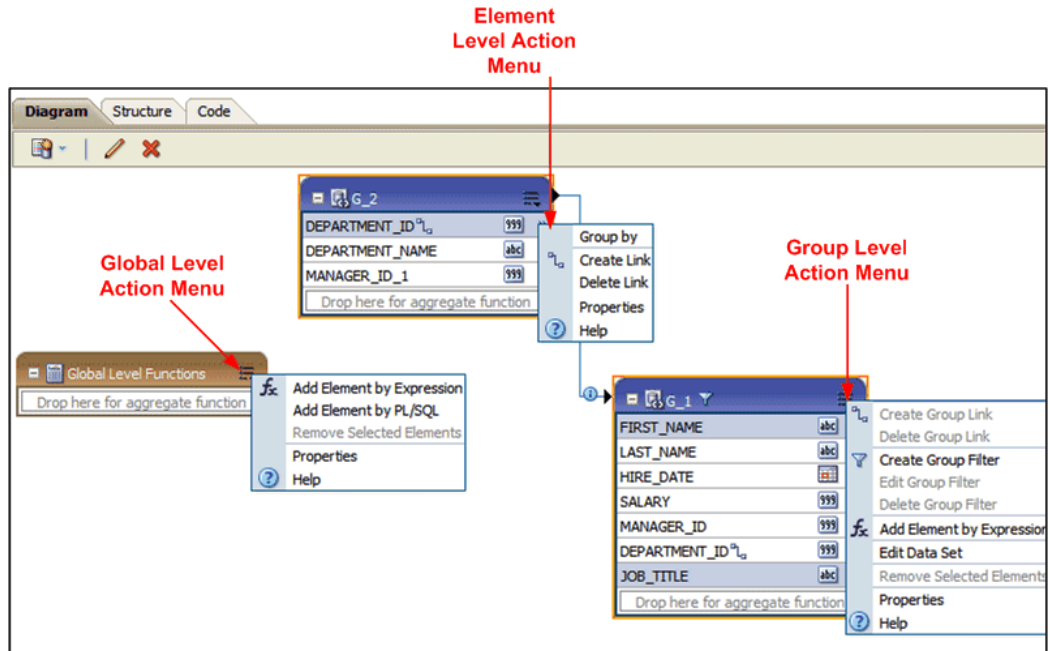 Element
Level Action
Menu
Diagram
Structure
Code
G_2
DEPARTMENT_ID
999
DEPARTMENT_NAME
abc
MANAGER_ID_1
999
Drop here for aggregate function
Group by
Create Link
Delete Link
Properties
? Help
Global Level
Action Menu
Global Level Functions
Drop here for aggregate function
fx Add Element by Expression
Add Element by PL/SQL
Remove Selected Elements
Properties
? Help
Group Level
Action Menu
G_1
FIRST_NAME
abc
LAST_NAME
abc
HIRE_DATE
SALARY
999
MANAGER_ID
999
DEPARTMENT_ID
999
JOB_TITLE
abc
Drop here for aggregate function
Create Group Link
Delete Group Link
Create Group Filter
Edit Group Filter
Delete Group Filter
fx Add Element by Expression
Edit Data Set
Remove Selected Elements
Properties
? Help